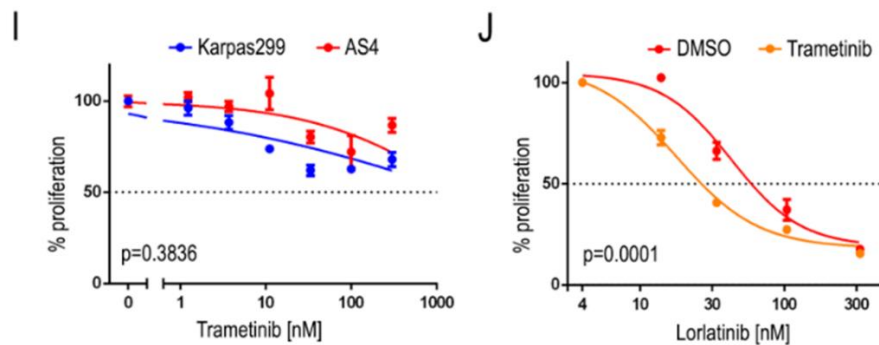 I
Karpas299 AS4
% proliferation
100
50
0
p=0.3836
0 1 10 100 1000
Trametinib [nM]
J
DMSO Trametinib
% proliferation
100
50
0
p=0.0001
4 10 30 100 300
Lorlatinib [nM]